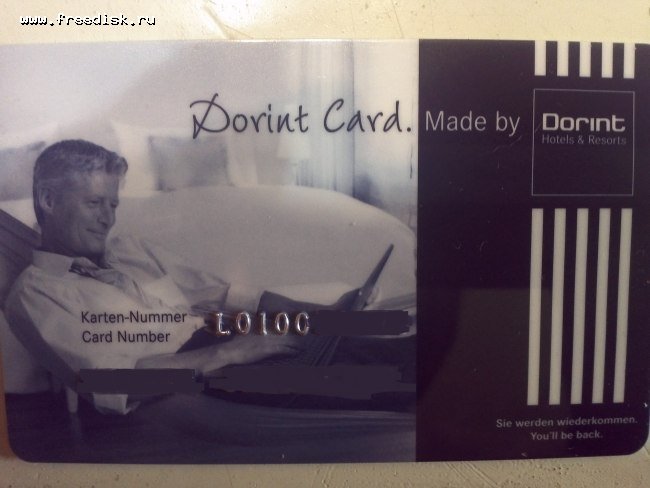 www.freedisk.ru
Dorint Card. Made by
Dorint
Hotels & Resorts
Karten-Nummer
Card Number
L0100
Sie werden wiederkommen.
You'll be back.